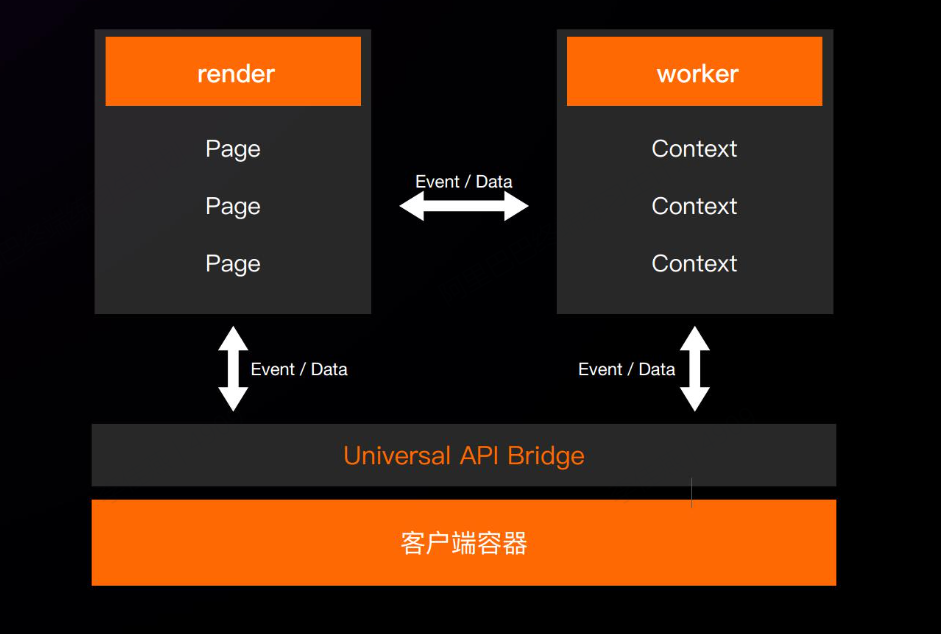 render
Page
Page
Page
Event / Data
worker
Context
Context
Context
Event / Data
Event / Data
Universal API Bridge
客户端容器